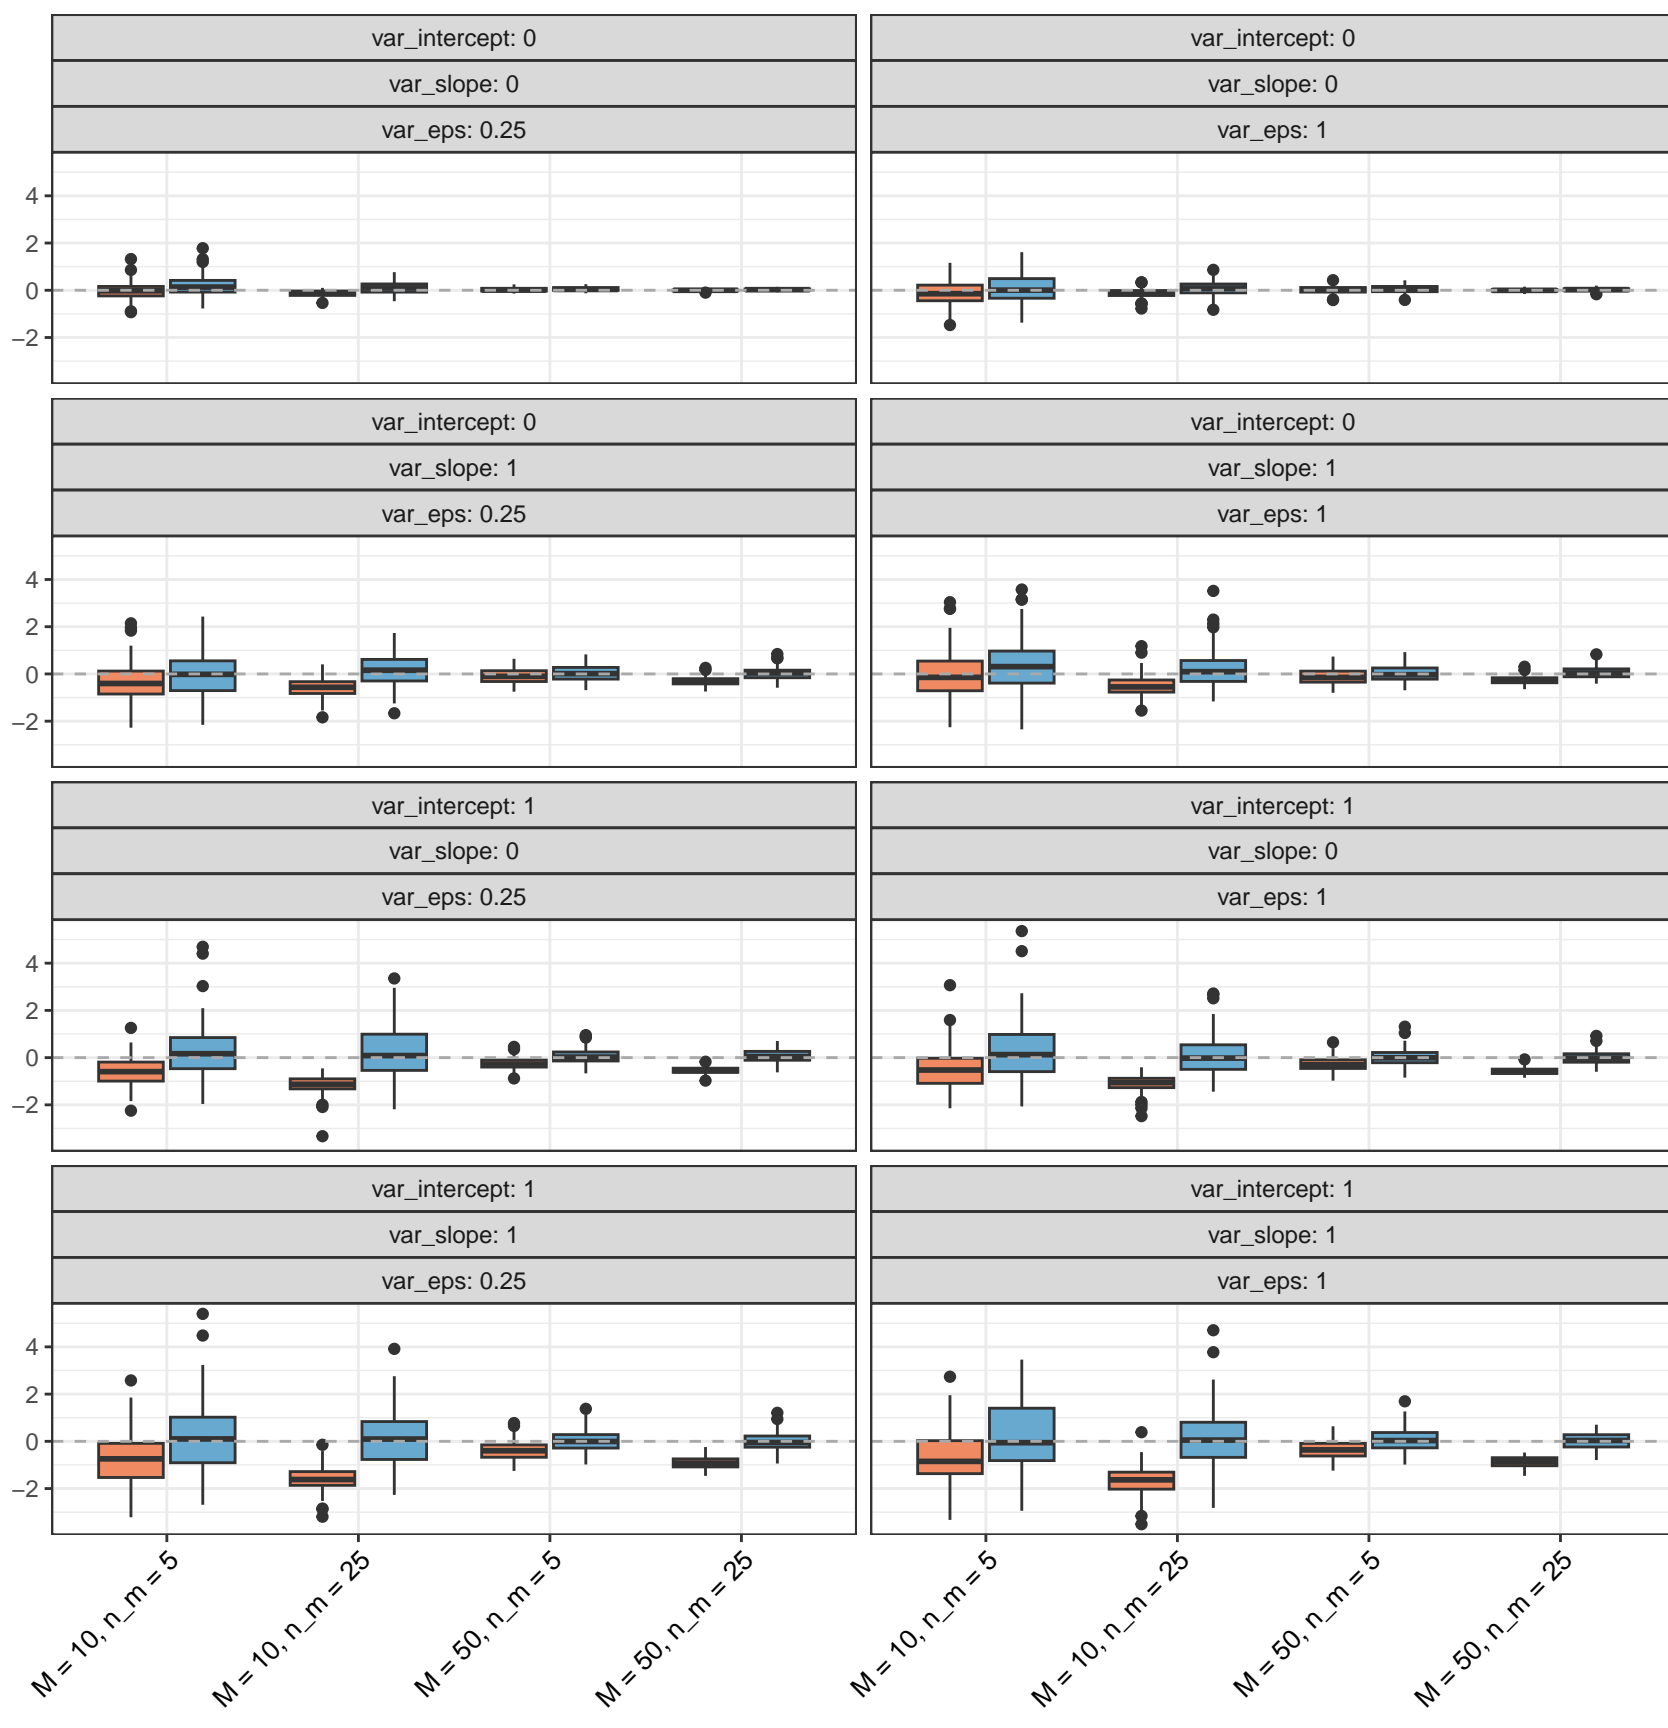 var_intercept: 0
var_slope: 0
var_eps: 0.25
var_intercept: 0
var_slope: 0
var_eps: 1
4
2
0
−2
var_intercept: 0
var_slope: 1
var_eps: 0.25
var_intercept: 0
var_slope: 1
var_eps: 1
4
2
0
−2
var_intercept: 1
var_slope: 0
var_eps: 0.25
var_intercept: 1
var_slope: 0
var_eps: 1
4
2
0
−2
var_intercept: 1
var_slope: 1
var_eps: 0.25
var_intercept: 1
var_slope: 1
var_eps: 1
4
2
0
−2
M = 10, n_m = 5
M = 10, n_m = 25
M = 50, n_m = 5
M = 50, n_m = 25
M = 10, n_m = 5
M = 10, n_m = 25
M = 50, n_m = 5
M = 50, n_m = 25